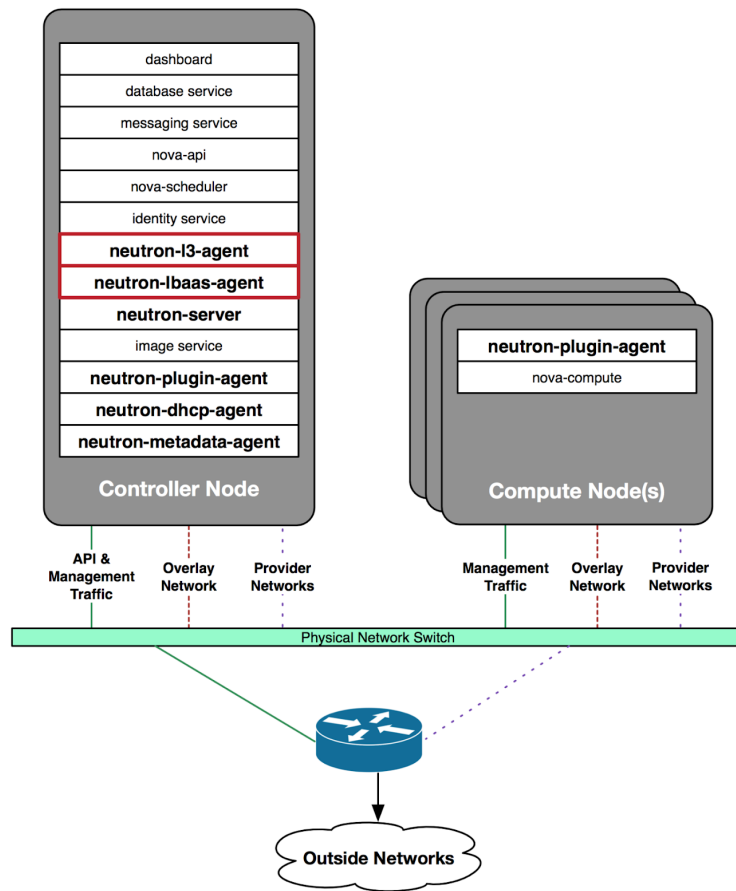 dashboard
database service
messaging service
nova-api
nova-scheduler
identity service
neutron-l3-agent
neutron-lbaas-agent
neutron-server
image service
neutron-plugin-agent
neutron-dhcp-agent
neutron-metadata-agent
Controller Node
neutron-plugin-agent
nova-compute
Compute Node(s)
API &
Management
Traffic
Overlay
Network
Provider
Networks
Management
Traffic
Overlay
Network
Provider
Networks
Physical Network Switch
Outside Networks